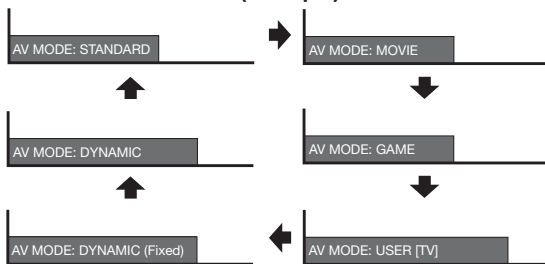 AV MODE: STANDARD
AV MODE: MOVIE
AV MODE: DYNAMIC
AV MODE: GAME
AV MODE: DYNAMIC (Fixed)
AV MODE: USER [TV]